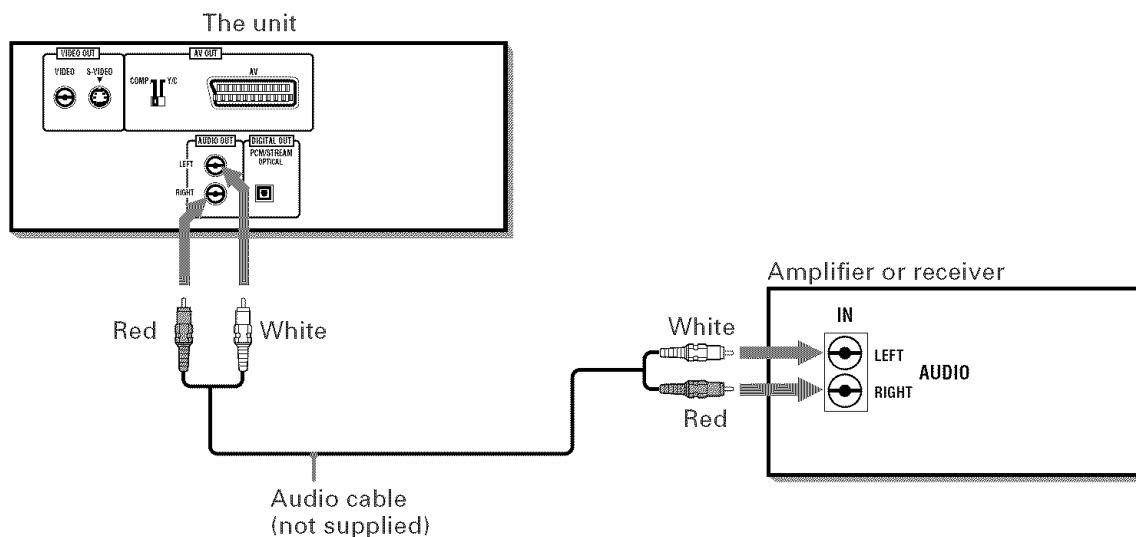 The unit
VIDEO OUT
AV OUT
VIDEO
S-VIDEO
COMP.
Y/C
AV
AUDIO OUT
DIGITAL OUT
LEFT
PCM/STREAM
OPTICAL
RIGHT
Red
White
Amplifier or receiver
IN
White
LEFT
AUDIO
RIGHT
Red
Audio cable
(not supplied)